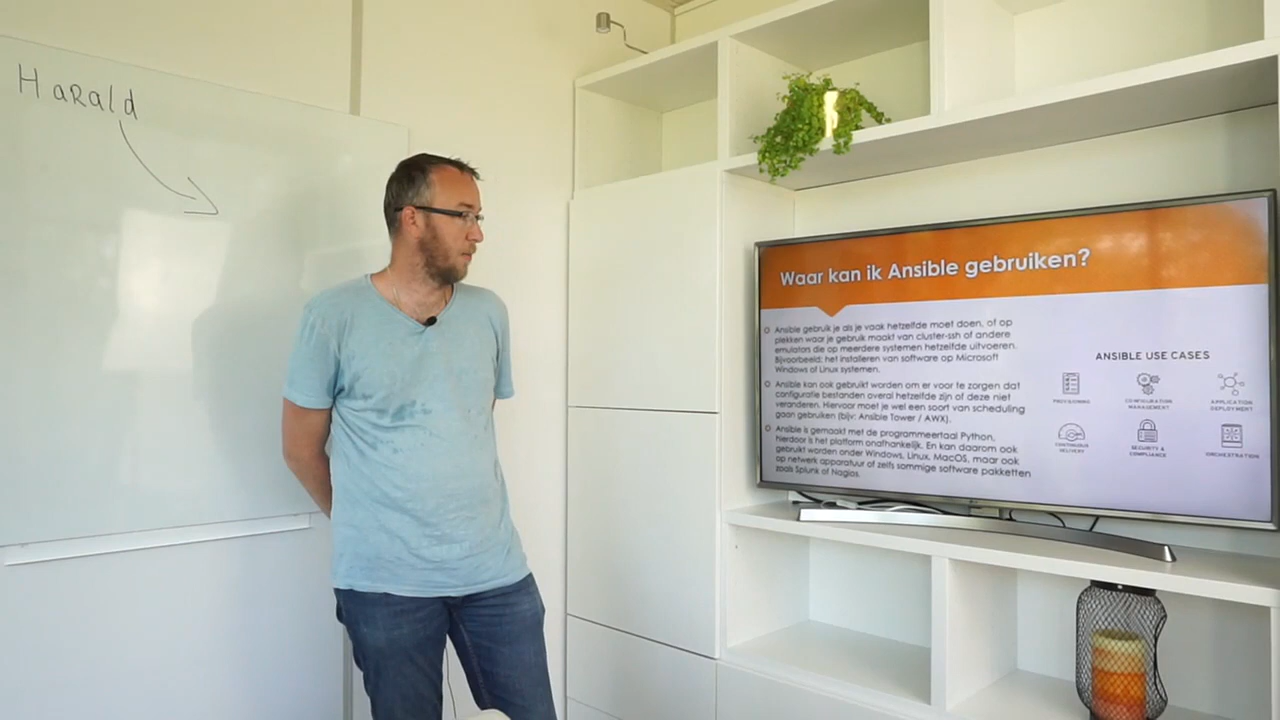 Harald
Waar kan ik Ansible gebruiken?
Ansible gebruik je als je vaak hetzelfde moet doen, of op
plekken waar je gebruik maakt van cluster-ssh of andere
emulators die op meerdere systemen hetzelfde uitvoeren.
Bijvoorbeeld: het installeren van software op Microsoft
Windows of Linux systemen.
Ansible kan ook gebruikt worden om er voor te zorgen dat
configuratie bestanden overal hetzelfde zijn of deze niet
veranderen. Hiervoor moet je wel een soort van scheduling
gaan gebruiken (bijv: Ansible Tower / AWX).
Ansible is gemaakt met de programmeertaal Python,
hierdoor is het platform onafhankelijk. En kan daarom ook
gebruikt worden onder Windows, Linux, MacOS, maar ook
op netwerk apparatuur of zelfs sommige software pakketten
zoals Splunk of Nagios.
ANSIBLE USE CASES
PROVISIONING
CONFIGURATION
MANAGEMENT
APPLICATION
DEPLOYMENT
CONTINUOUS
DELIVERY
SECURITY &
COMPLIANCE
ORCHESTRATION